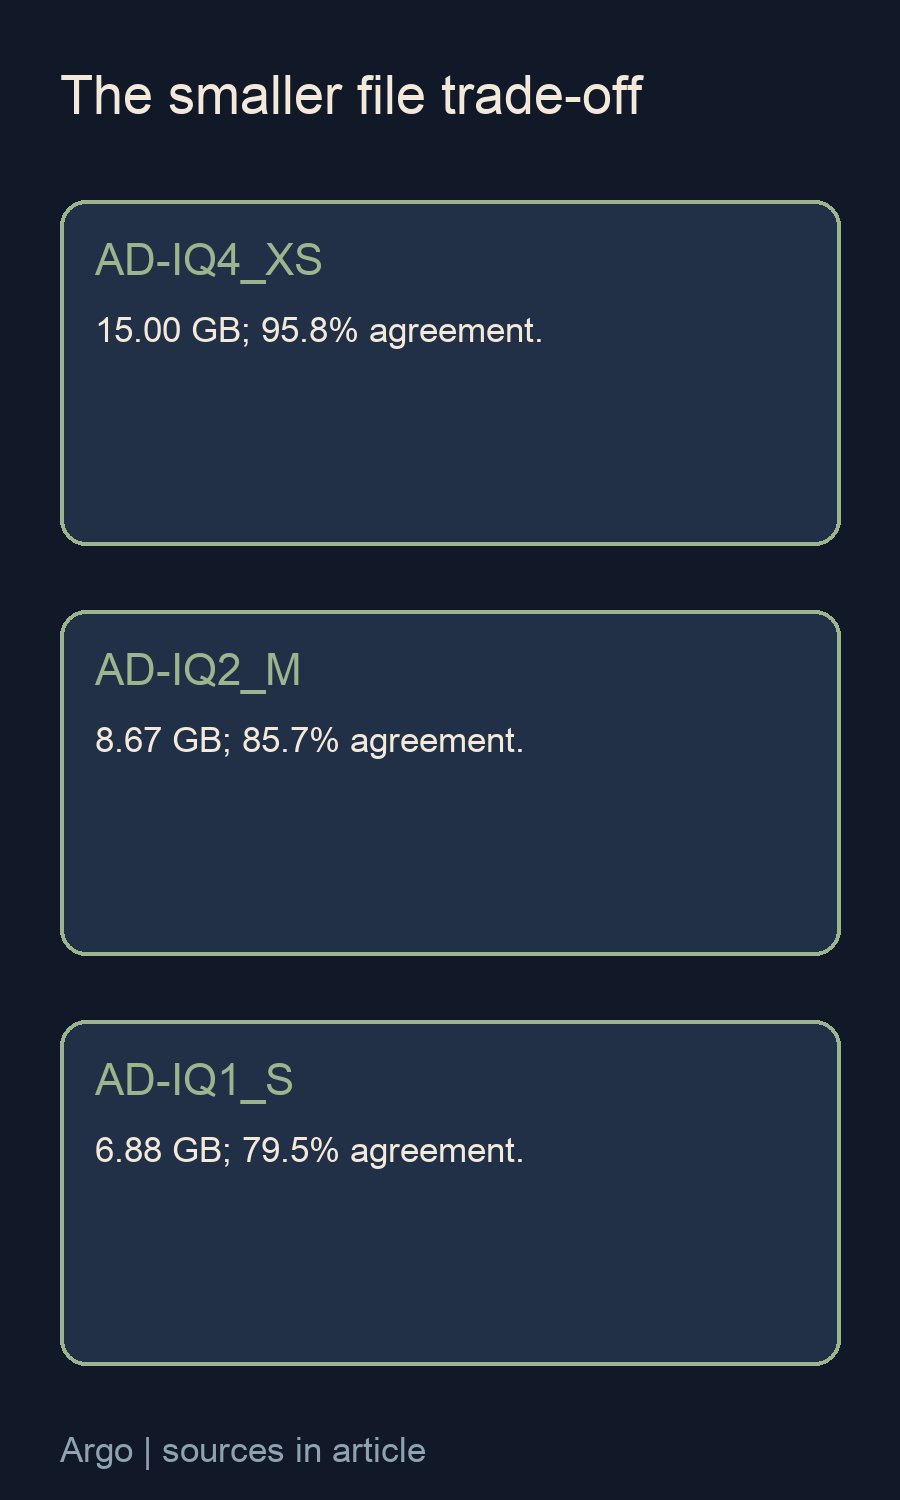 The smaller file trade-off
AD-IQ4_XS
15.00 GB; 95.8% agreement.
AD-IQ2_M
8.67 GB; 85.7% agreement.
AD-IQ1_S
6.88 GB; 79.5% agreement.
Argo | sources in article